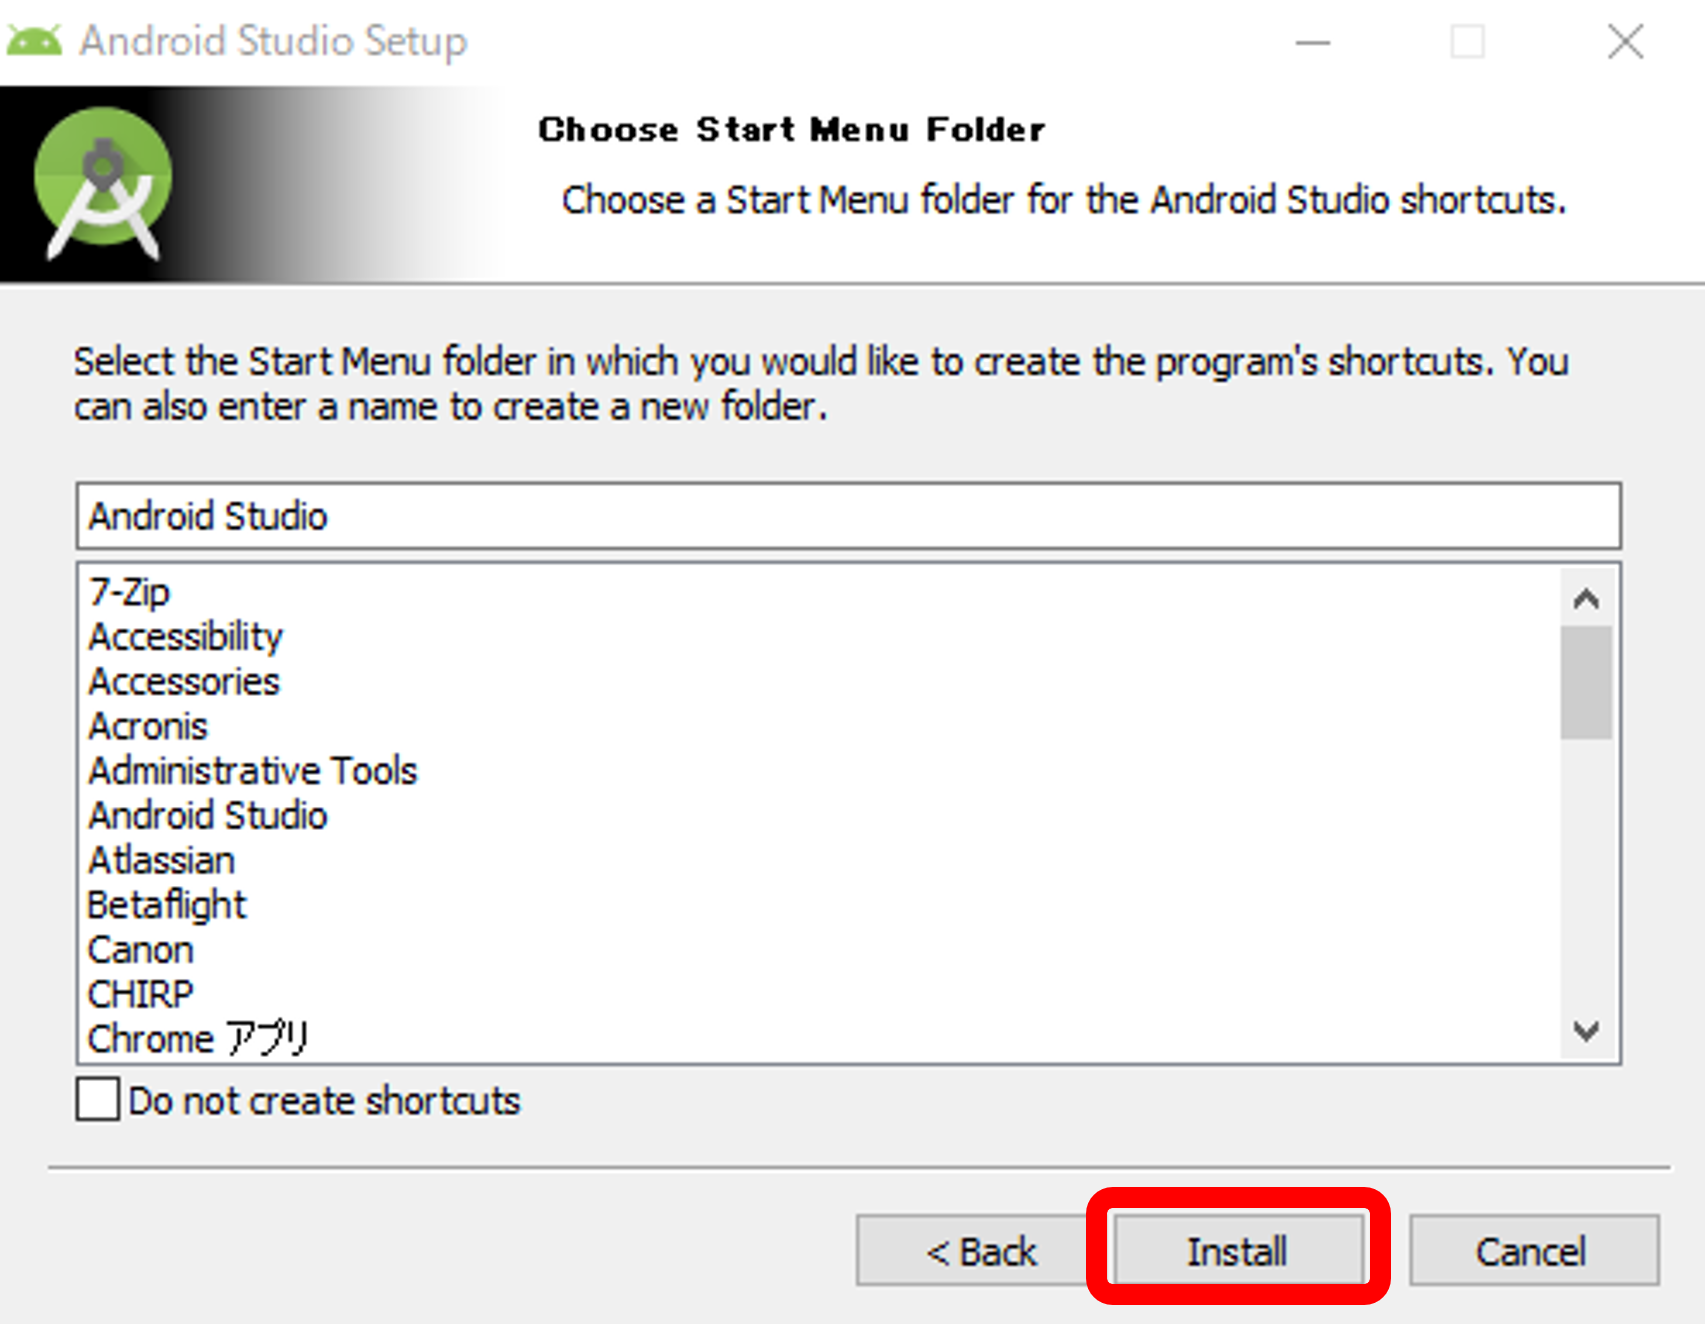 Android Studio Setup
Choose Start Menu Folder
Choose a Start Menu folder for the Android Studio shortcuts.
Select the Start Menu folder in which you would like to create the program's shortcuts. You
can also enter a name to create a new folder.
Android Studio
7-Zip
Accessibility
Accessories
Acronis
Administrative Tools
Android Studio
Atlassian
Betaflight
Canon
CHIRP
Chrome アプリ
Do not create shortcuts
< Back
Install
Cancel